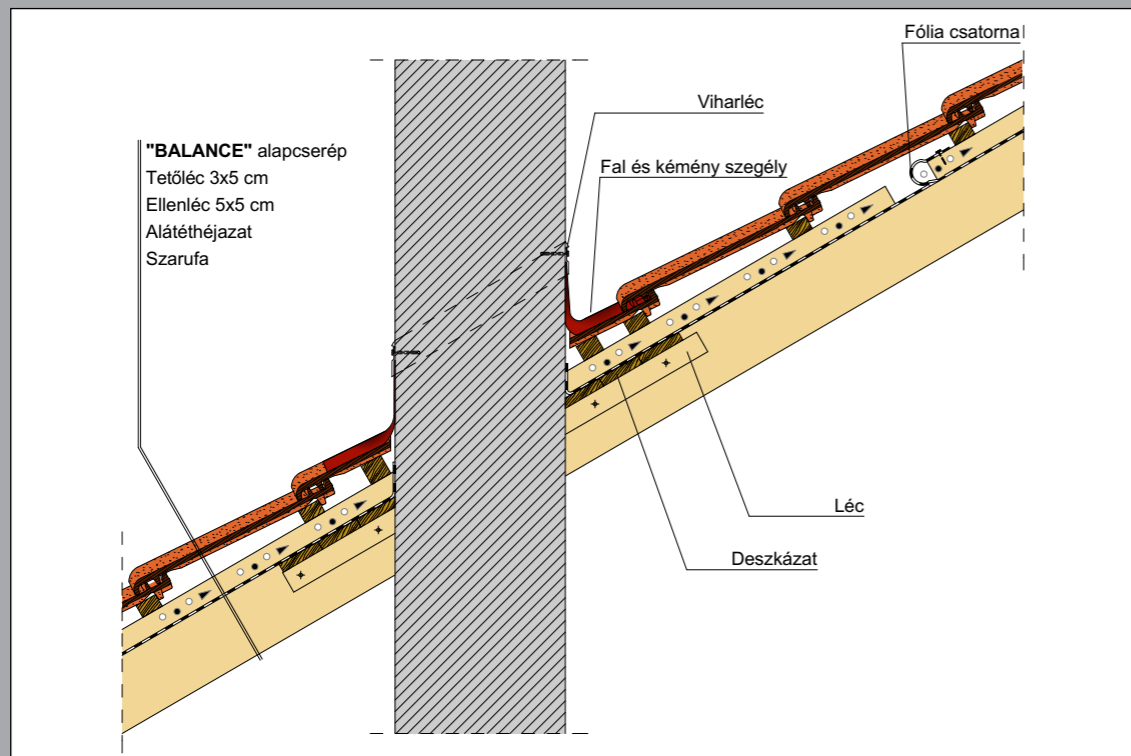 "BALANCE" alapcserép
Tetőléc 3x5 cm
Ellenléc 5x5 cm
Alátéthéjazat
Szarufa
Fólia csatorna
Viharléc
Fal és kémény szegély
Léc
Deszkázat